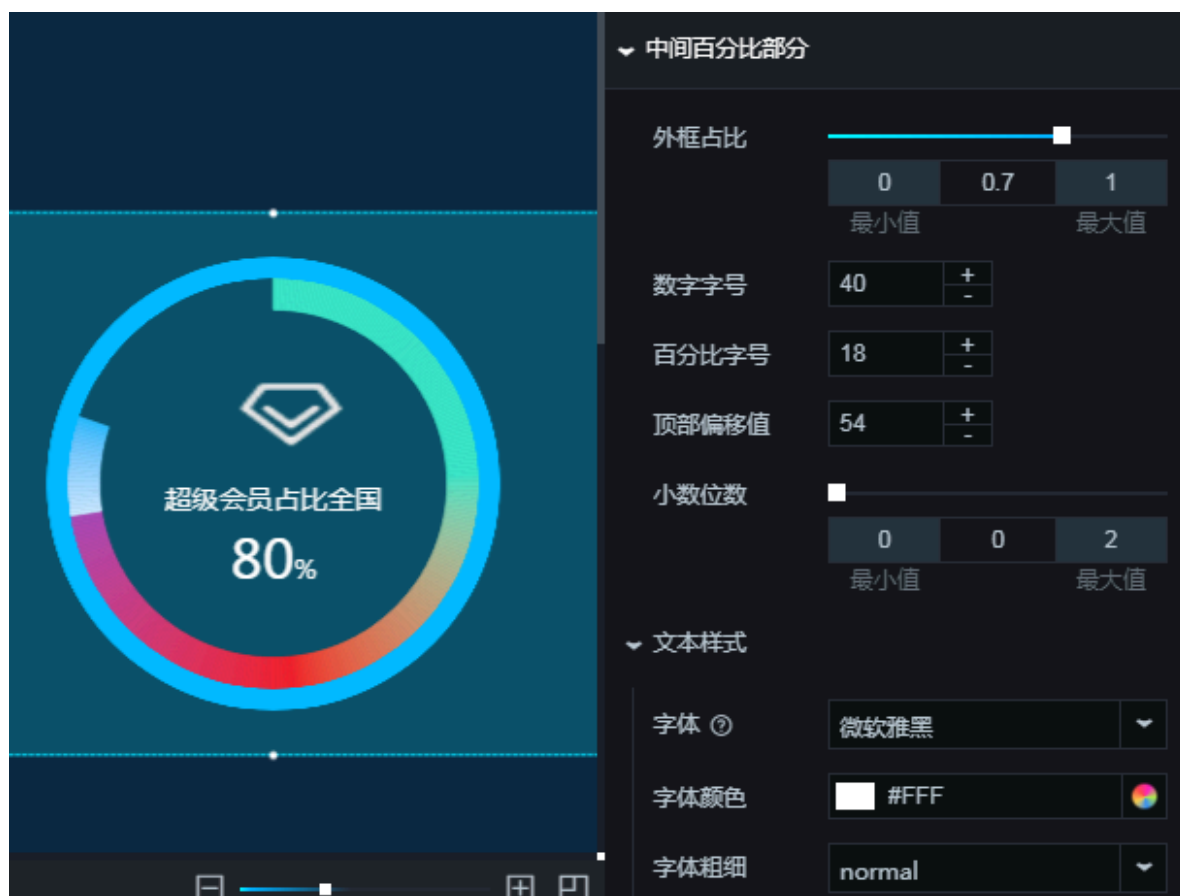 中间百分比部分
外框占比
0 0.7 1
最小值 最大值
数字字号 40 + -
百分比字号 18 + -
顶部偏移值 54 + -
小数位数
0 0 2
最小值 最大值
文本样式
字体 ? 微软雅黑
字体颜色 #FFF
字体粗细 normal
超级会员占比全国
80%